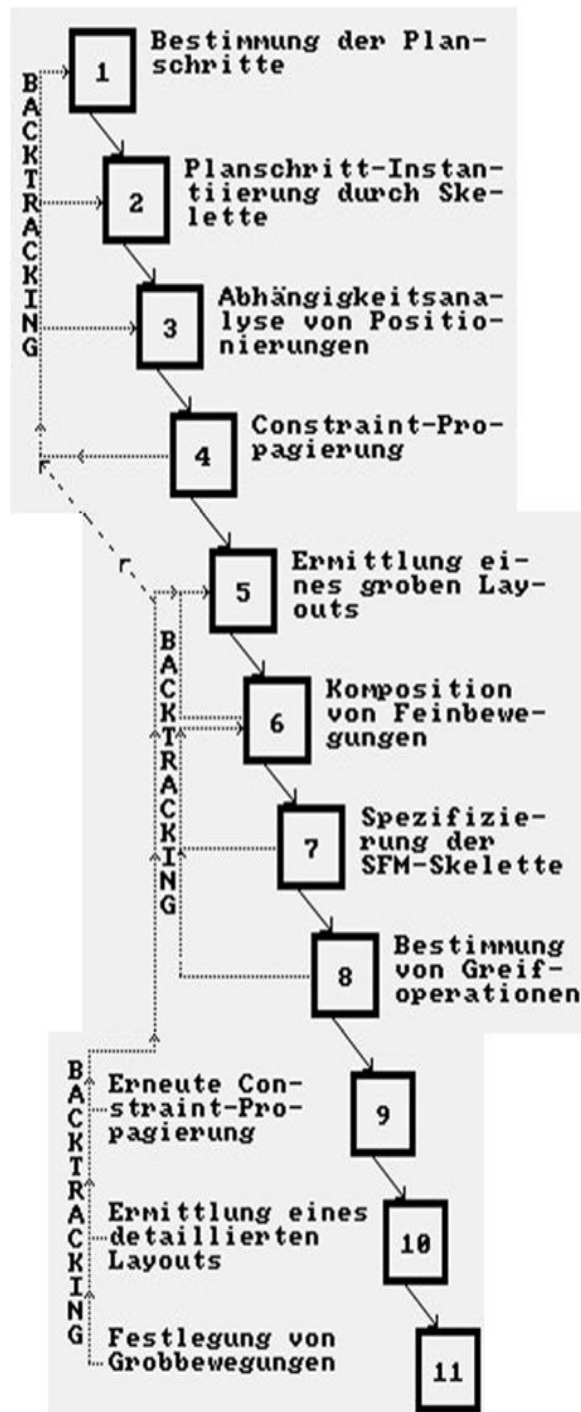 1
Bestimmung der Plan-
schritte
BACKTRACKING
2
Planschritt-Instan-
tiierung durch Ske-
lette
3
Abhängigkeitsana-
lyse von Positio-
nierungen
4
Constraint-Pro-
pagierung
5
Ermittlung ei-
nes groben Lay-
outs
BACKTRACKING
6
Komposition
von Feinbewe-
gungen
7
Spezifizie-
rung der
SFM-Skelette
8
Bestimmung
von Greif-
operationen
BACKTRACKING
Erneute Con-
straint-Pro-
pagierung
9
Ermittlung eines
detaillierten
Layouts
10
Festlegung von
Grobbewegungen
11